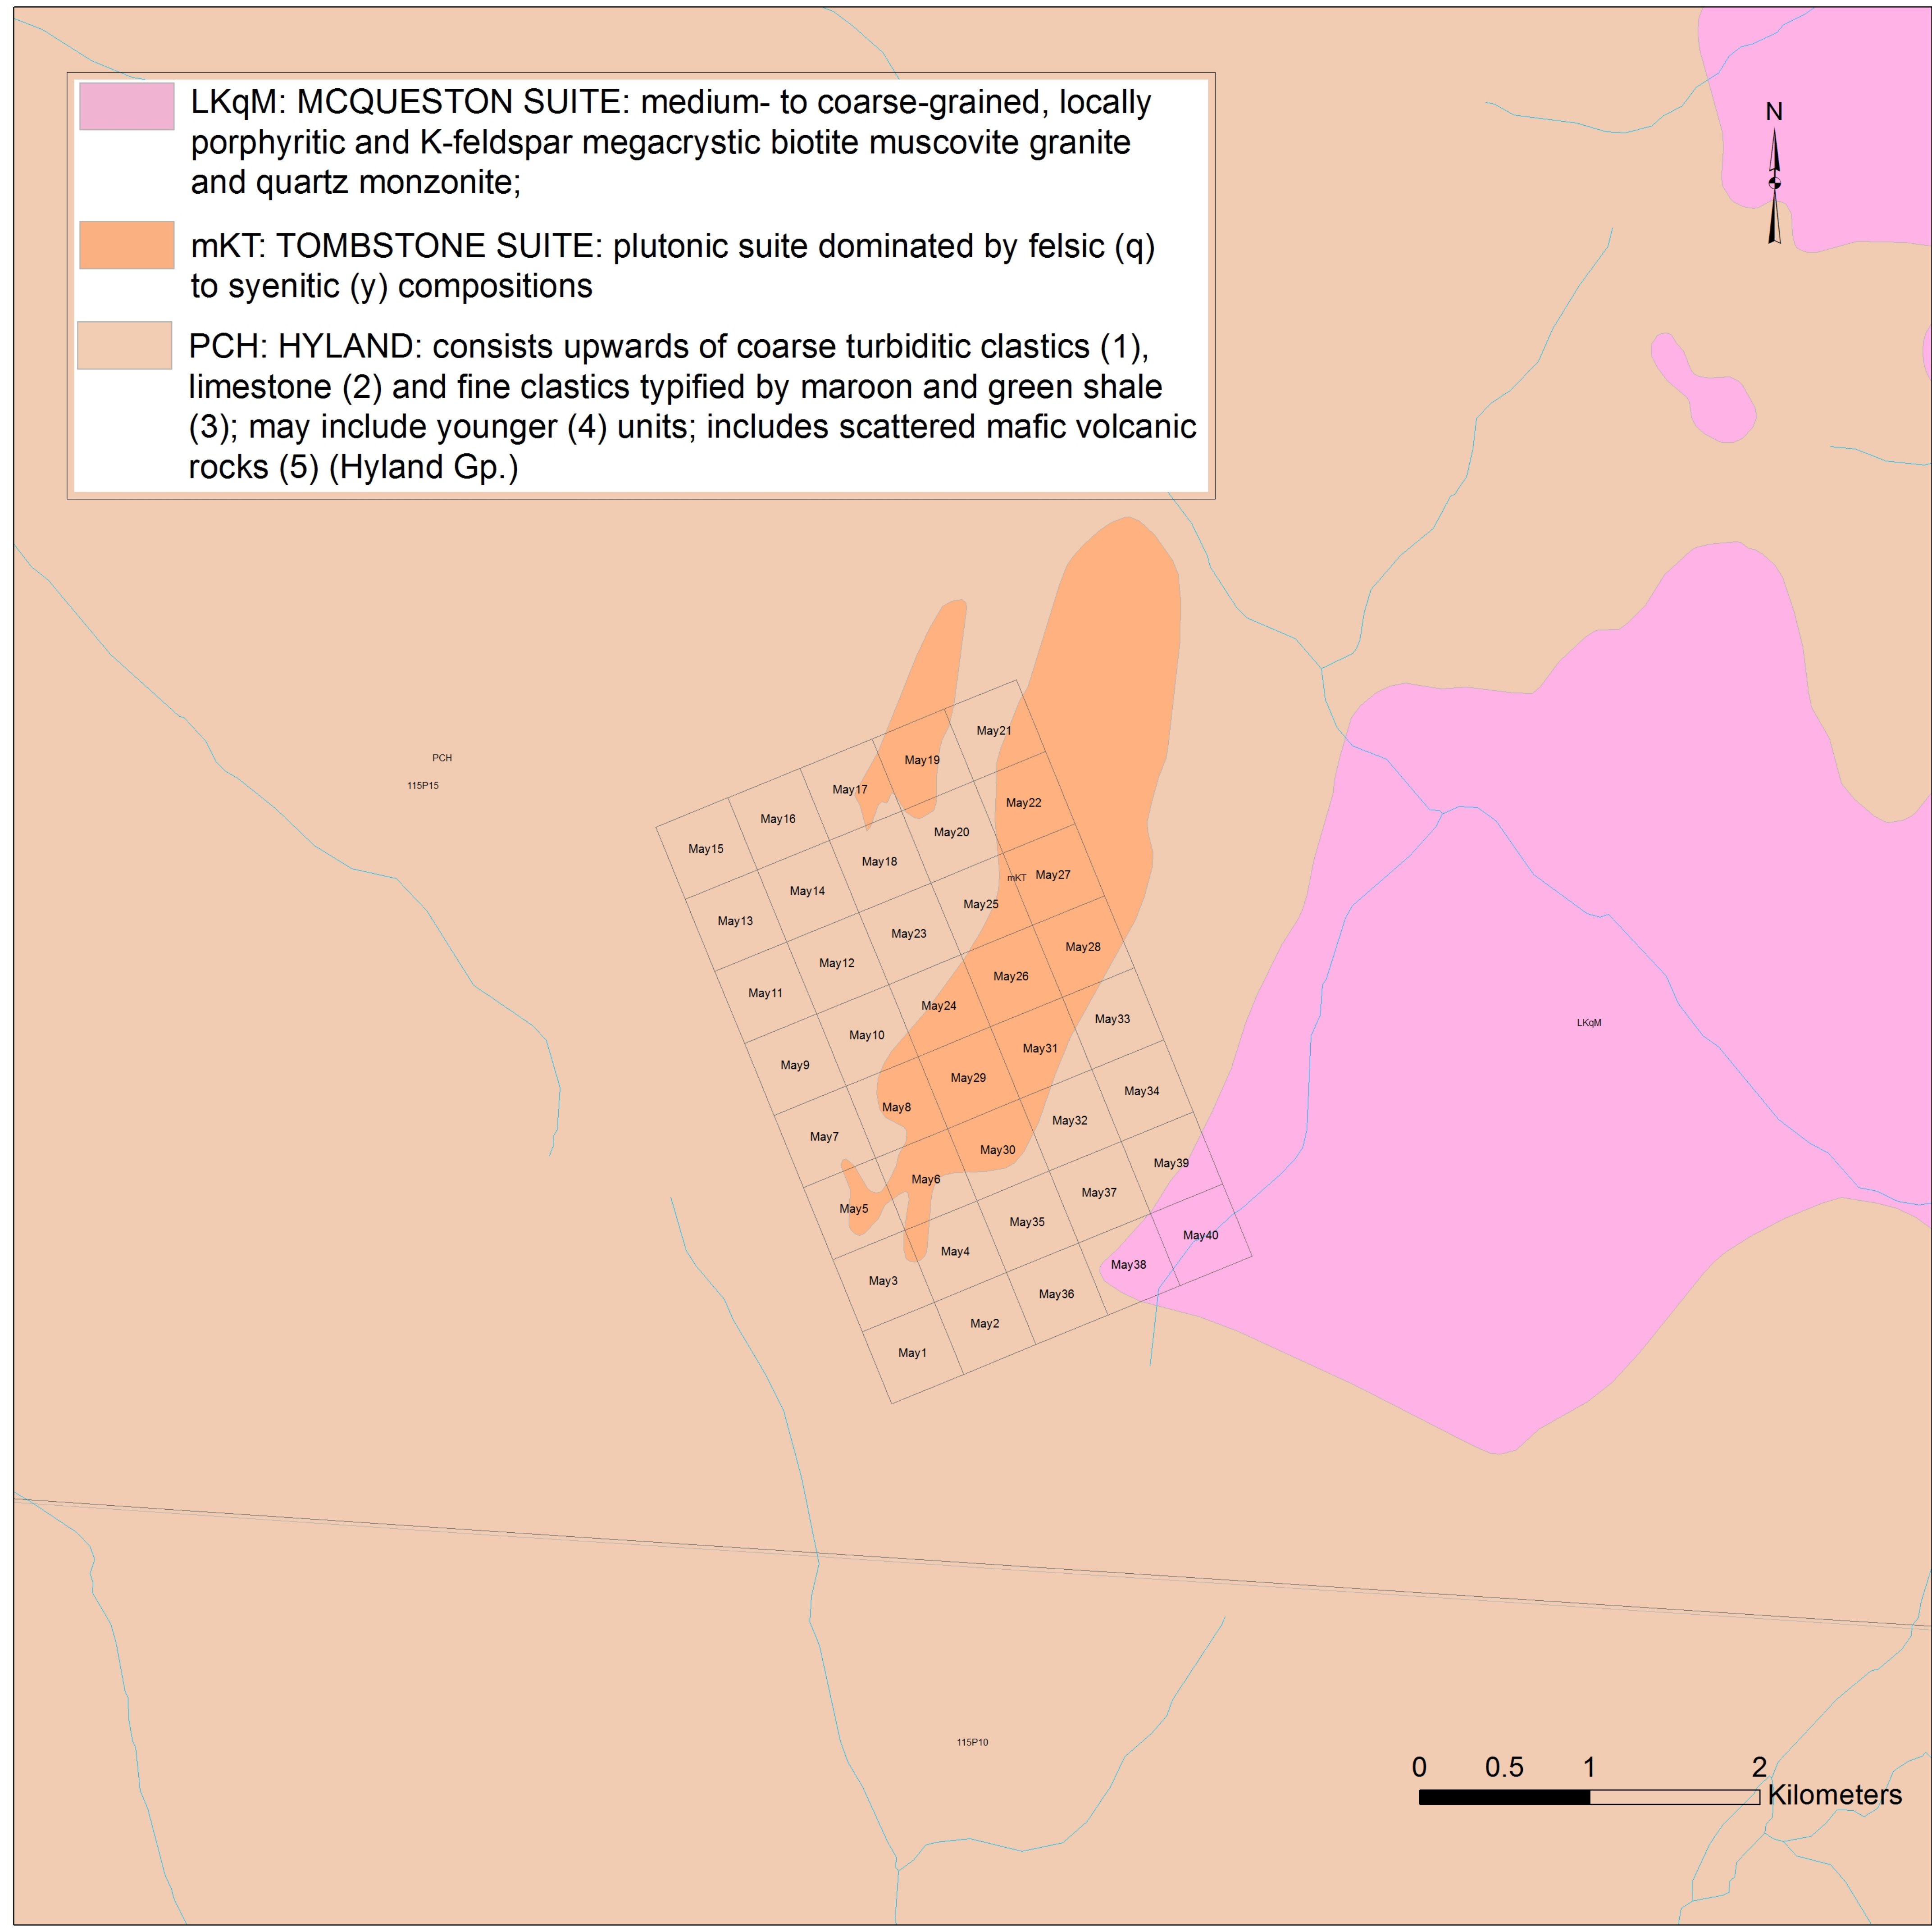 LKqM: MCQUESTON SUITE: medium- to coarse-grained, locally
porphyritic and K-feldspar megacrystic biotite muscovite granite
and quartz monzonite;
mKT: TOMBSTONE SUITE: plutonic suite dominated by felsic (q)
to syenitic (y) compositions
PCH: HYLAND: consists upwards of coarse turbiditic clastics (1),
limestone (2) and fine clastics typified by maroon and green shale
(3); may include younger (4) units; includes scattered mafic volcanic
rocks (5) (Hyland Gp.)
N
May21
PCH
May19
115P15
May17
May22
May16
May20
May15
May18
May27
mKT
May14
May25
May13
May23
May28
May12
May26
May11
May24
May33
LKqM
May10
May31
May9
May29
May34
May8
May32
May7
May30
May39
May6
May37
May5
May35
May40
May4
May38
May3
May36
May2
May1
115P10
0 0.5 1 2
Kilometers